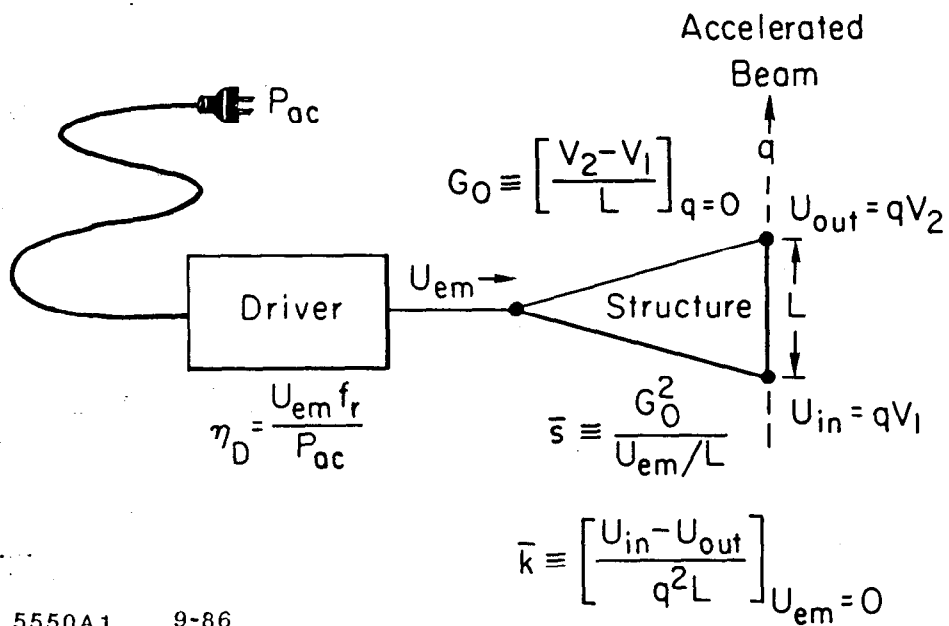 Accelerated
Beam
P_ac
q
G_0 ≡ [ (V_2 − V_1) / L ]_{q=0}
U_out = qV_2
U_em →
Driver
Structure
L
η_D = U_em f_r / P_ac
s̄ ≡ G_0^2 / (U_em/L)
U_in = qV_1
k̄ ≡ [ (U_in − U_out) / q^2 L ]_{U_em = 0}
5550A1 9-86